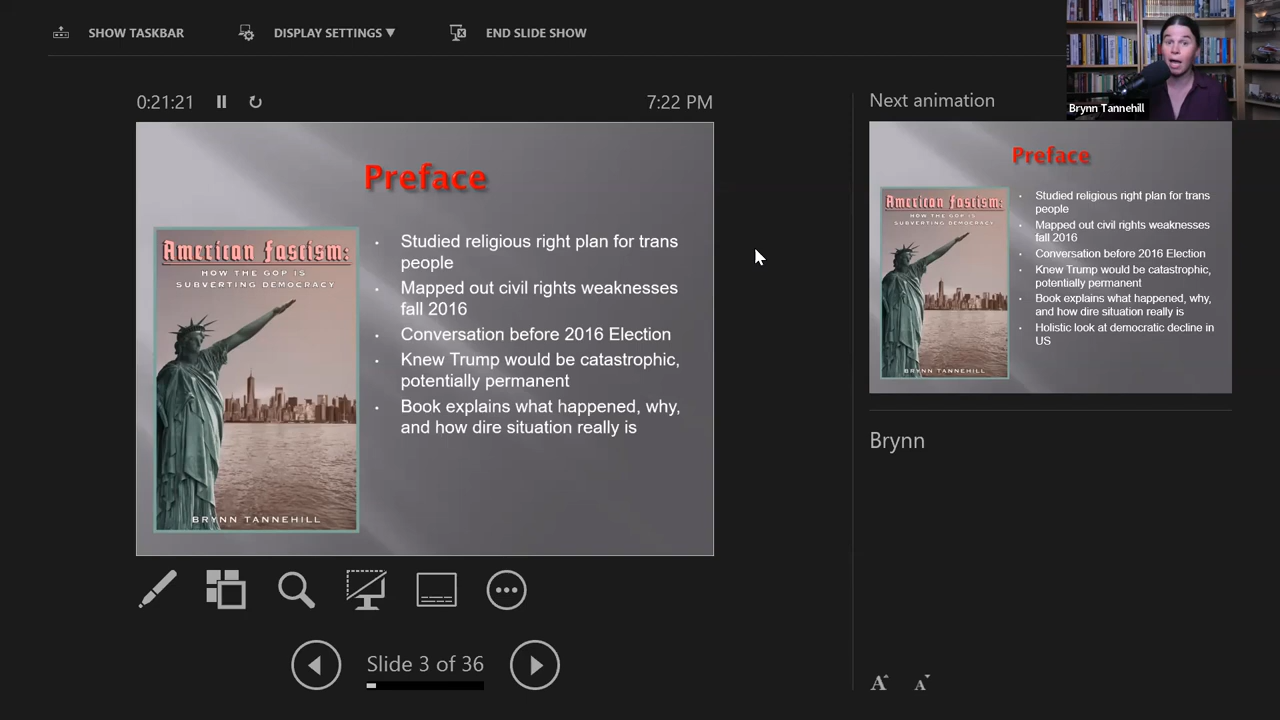 SHOW TASKBAR
DISPLAY SETTINGS ▼
END SLIDE SHOW
Brynn Tannehill
0:21:21
7:22 PM
Preface
American Fascism:
HOW THE GOP IS
SUBVERTING DEMOCRACY
BRYNN TANNEHILL
• Studied religious right plan for trans
people
• Mapped out civil rights weaknesses
fall 2016
• Conversation before 2016 Election
• Knew Trump would be catastrophic,
potentially permanent
• Book explains what happened, why,
and how dire situation really is
Slide 3 of 36
Next animation
Preface
American Fascism:
HOW THE GOP IS
SUBVERTING DEMOCRACY
BRYNN TANNEHILL
• Studied religious right plan for trans
people
• Mapped out civil rights weaknesses
fall 2016
• Conversation before 2016 Election
• Knew Trump would be catastrophic,
potentially permanent
• Book explains what happened, why,
and how dire situation really is
• Holistic look at democratic decline in
US
Brynn
A A